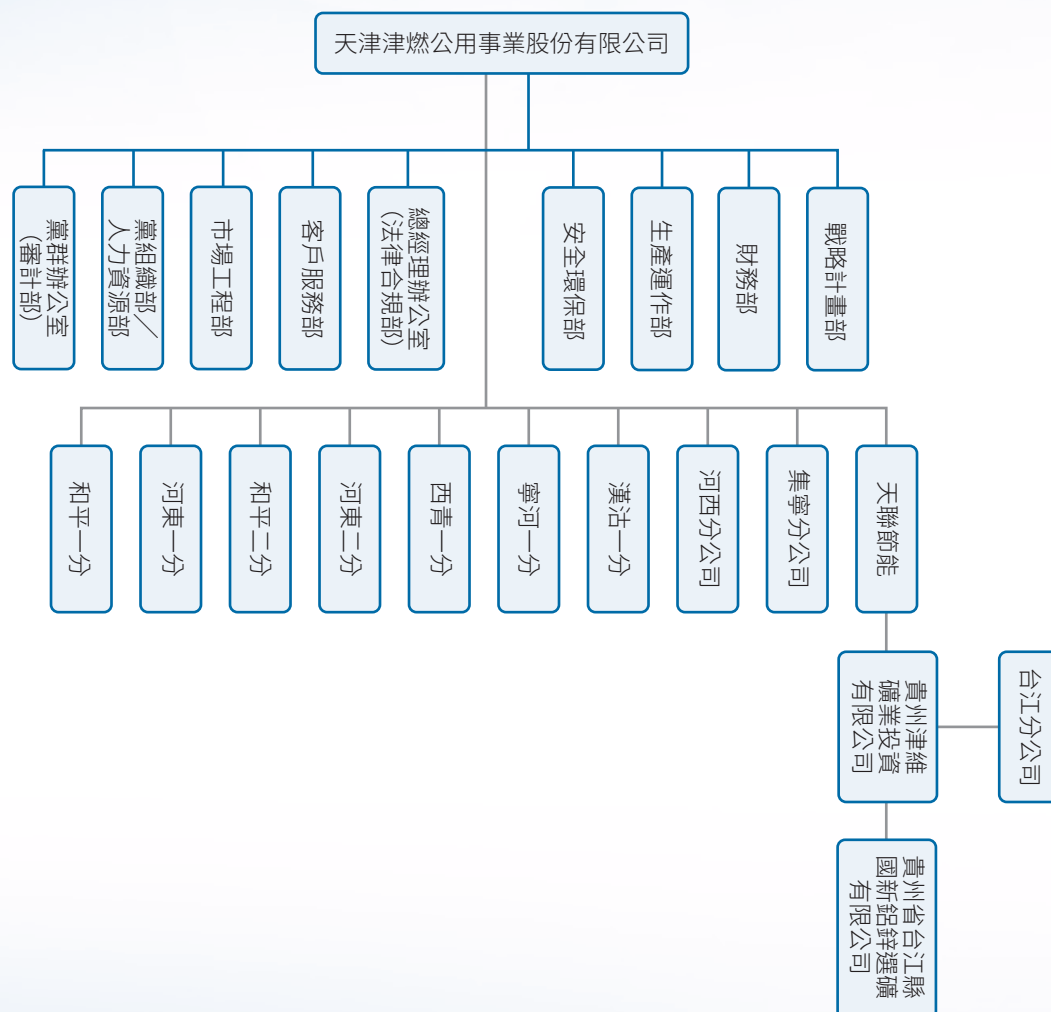 天津津燃公用事業股份有限公司
黨群辦公室
（審計部）
黨組織部／
人力資源部
市場工程部
客戶服務部
總經理辦公室
（法律合規部）
安全環保部
生產運作部
財務部
戰略計畫部
和平一分
河東一分
和平二分
河東二分
西青一分
寧河一分
漢沽一分
河西分公司
集寧分公司
天聯節能
貴州津維
礦業投資
有限公司
台江分公司
貴州省台江縣
國新鋁鋅選礦
有限公司